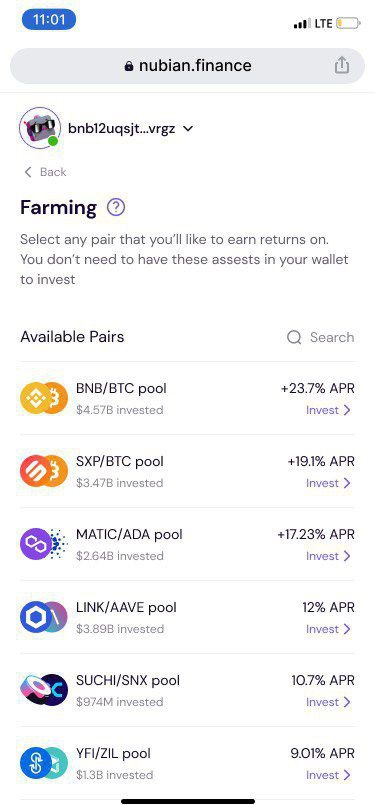 11:01
LTE
nubian.finance
bnb12uqsjt...vrgz
Back
Farming ?
Select any pair that you'll like to earn returns on.
You don't need to have these assests in your wallet
to invest
Available Pairs
Search
BNB/BTC pool
+23.7% APR
$4.57B invested
Invest
SXP/BTC pool
+19.1% APR
$3.47B invested
Invest
MATIC/ADA pool
+17.23% APR
$2.64B invested
Invest
LINK/AAVE pool
12% APR
$3.89B invested
Invest
SUCHI/SNX pool
10.7% APR
$974M invested
Invest
YFI/ZIL pool
9.01% APR
$1.3B invested
Invest